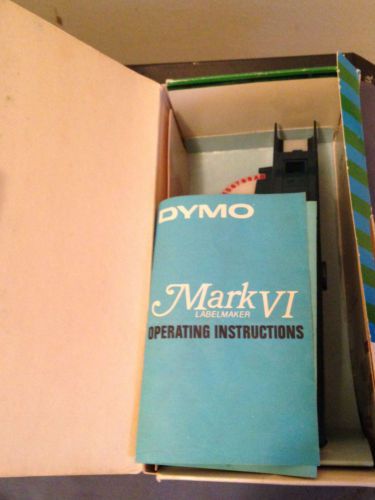 DYMO
Mark VI
LABELMAKER
OPERATING INSTRUCTIONS